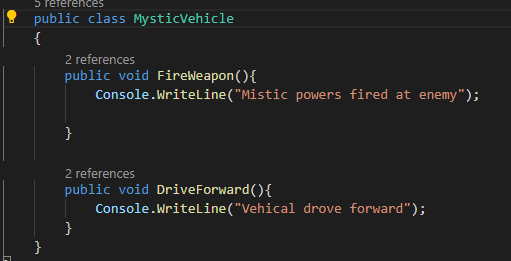 5 references
public class MysticVehicle
{
2 references
public void FireWeapon(){
Console.WriteLine("Mistic powers fired at enemy");
}
2 references
public void DriveForward(){
Console.WriteLine("Vehical drove forward");
}
}